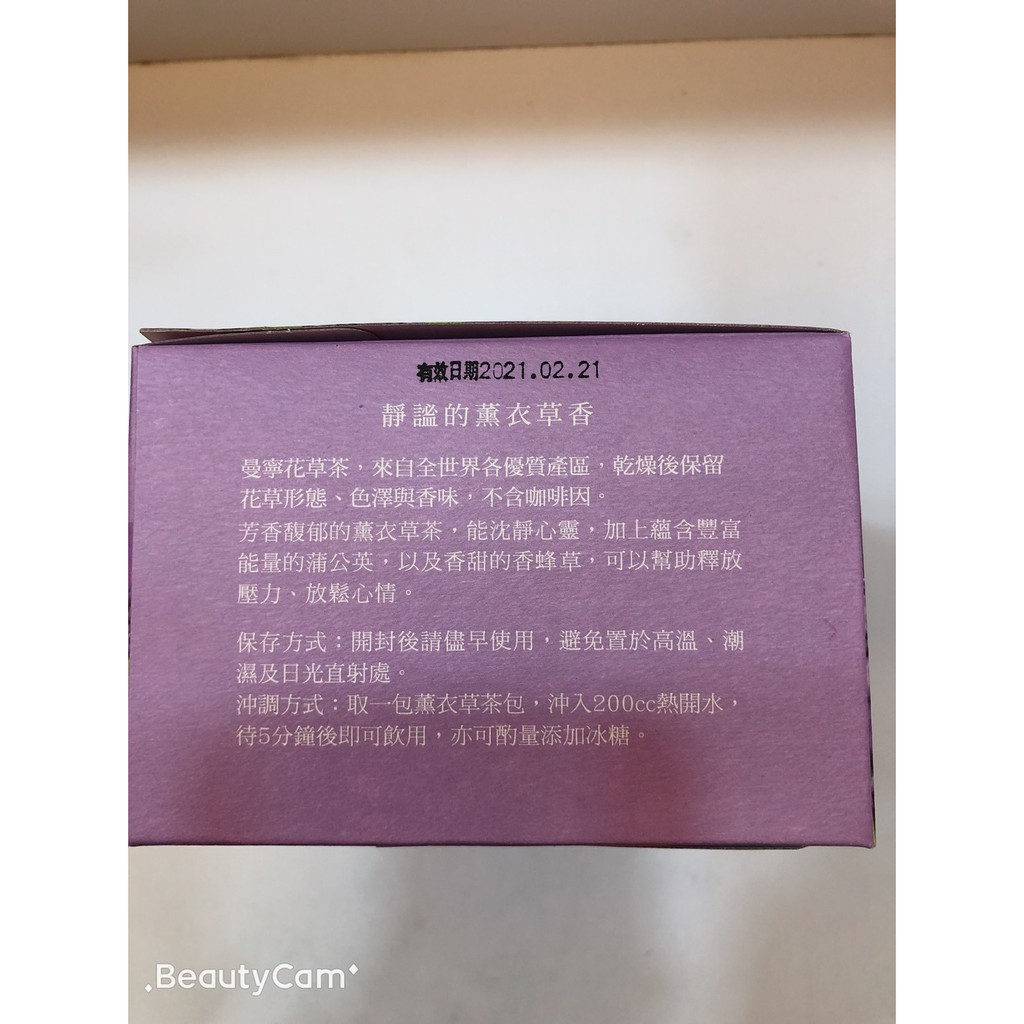 有效日期2021.02.21
靜謐的薰衣草香
曼寧花草茶，來自全世界各優質產區，乾燥後保留
花草形態、色澤與香味，不含咖啡因。
芳香馥郁的薰衣草茶，能沈靜心靈，加上蘊含豐富
能量的蒲公英，以及香甜的香蜂草，可以幫助釋放
壓力、放鬆心情。
保存方式：開封後請儘早使用，避免置於高溫、潮
濕及日光直射處。
沖調方式：取一包薰衣草茶包，沖入200cc熱開水，
待5分鐘後即可飲用，亦可酌量添加冰糖。
BeautyCam